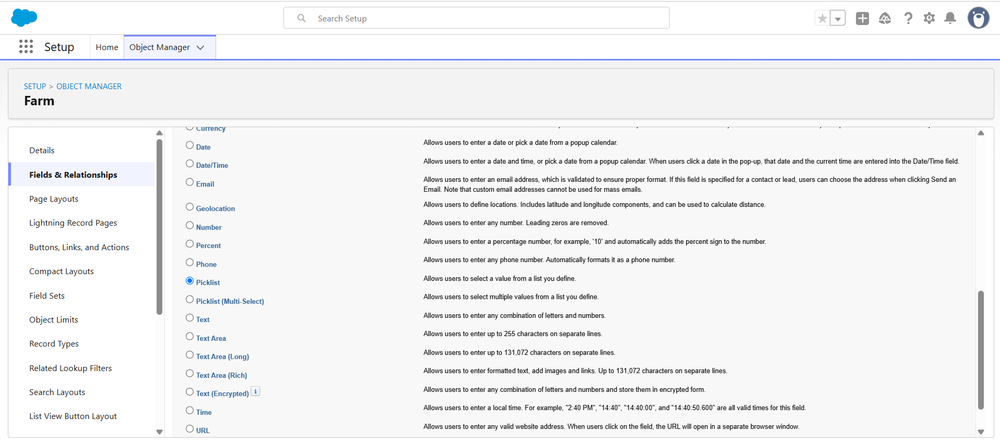 Search Setup
Setup
Home
Object Manager
SETUP > OBJECT MANAGER
Farm
Details
Fields & Relationships
Page Layouts
Lightning Record Pages
Buttons, Links, and Actions
Compact Layouts
Field Sets
Object Limits
Record Types
Related Lookup Filters
Search Layouts
List View Button Layout
Currency
Date
Allows users to enter a date or pick a date from a popup calendar.
Date/Time
Allows users to enter a date and time, or pick a date from a popup calendar. When users click a date in the pop-up, that date and the current time are entered into the Date/Time field.
Email
Allows users to enter an email address, which is validated to ensure proper format. If this field is specified for a contact or lead, users can choose the address when clicking Send an
Email. Note that custom email addresses cannot be used for mass emails.
Geolocation
Allows users to define locations. Includes latitude and longitude components, and can be used to calculate distance.
Number
Allows users to enter any number. Leading zeros are removed.
Percent
Allows users to enter a percentage number, for example, '10' and automatically adds the percent sign to the number.
Phone
Allows users to enter any phone number. Automatically formats it as a phone number.
Picklist
Allows users to select a value from a list you define.
Picklist (Multi-Select)
Allows users to select multiple values from a list you define.
Text
Allows users to enter any combination of letters and numbers.
Text Area
Allows users to enter up to 255 characters on separate lines.
Text Area (Long)
Allows users to enter up to 131,072 characters on separate lines.
Text Area (Rich)
Allows users to enter formatted text, add images and links. Up to 131,072 characters on separate lines.
Text (Encrypted) i
Allows users to enter any combination of letters and numbers and store them in encrypted form.
Time
Allows users to enter a local time. For example, "2:40 PM", "14:40", "14:40:00", and "14:40:50.600" are all valid times for this field.
URL
Allows users to enter any valid website address. When users click on the field, the URL will open in a separate browser window.